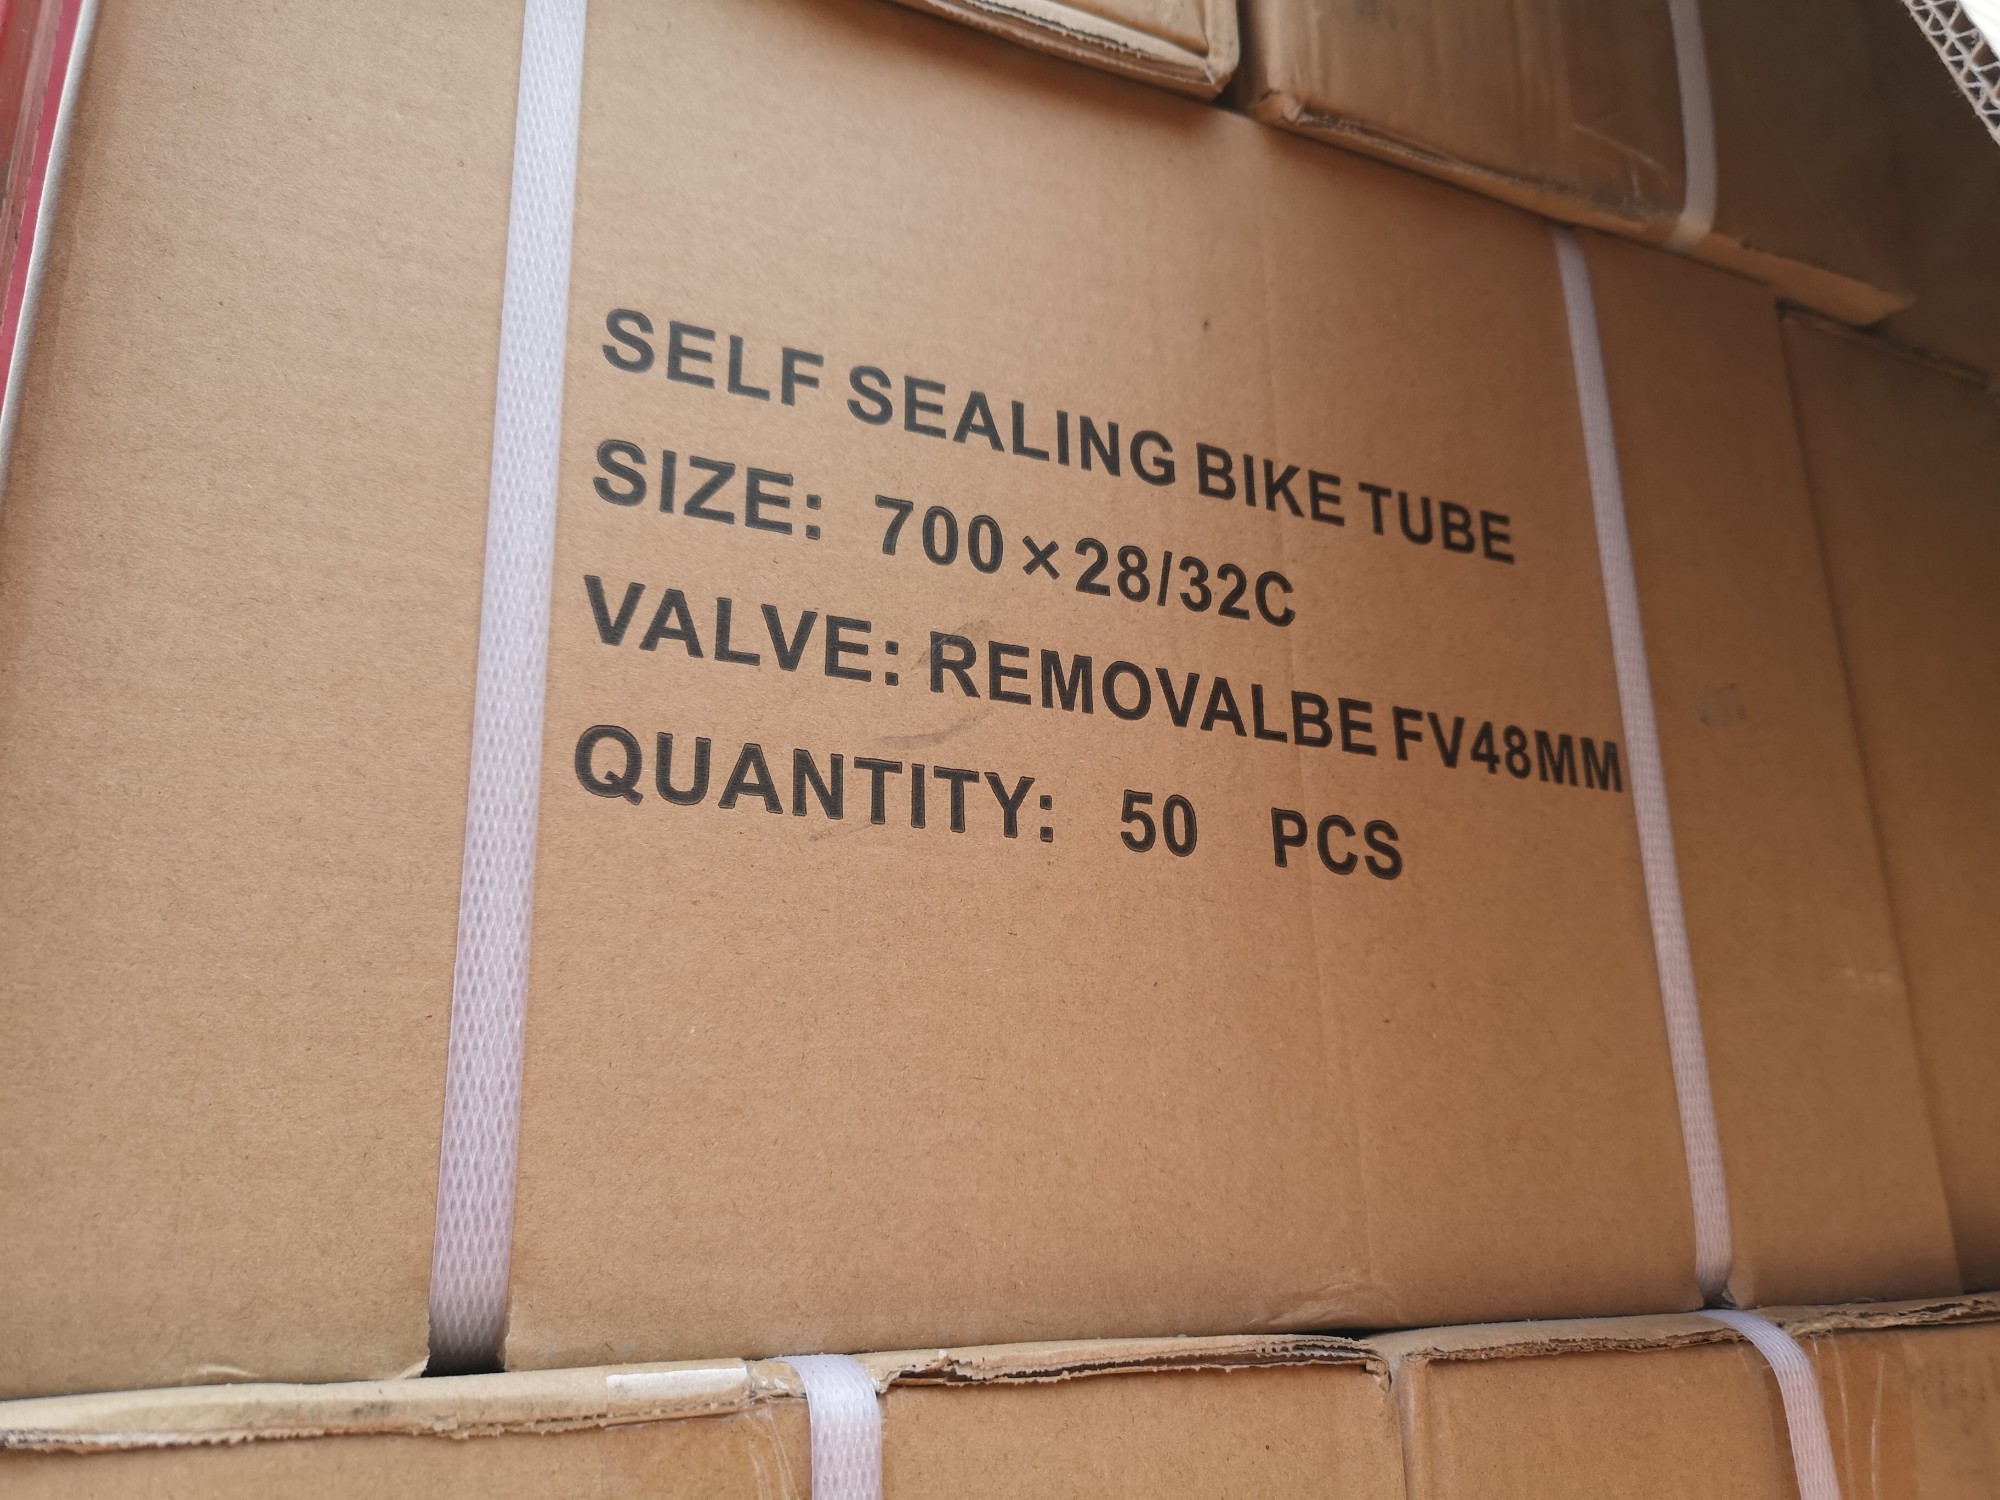 SELF SEALING BIKE TUBE
SIZE: 700×28/32C
VALVE: REMOVALBE FV48MM
QUANTITY: 50 PCS